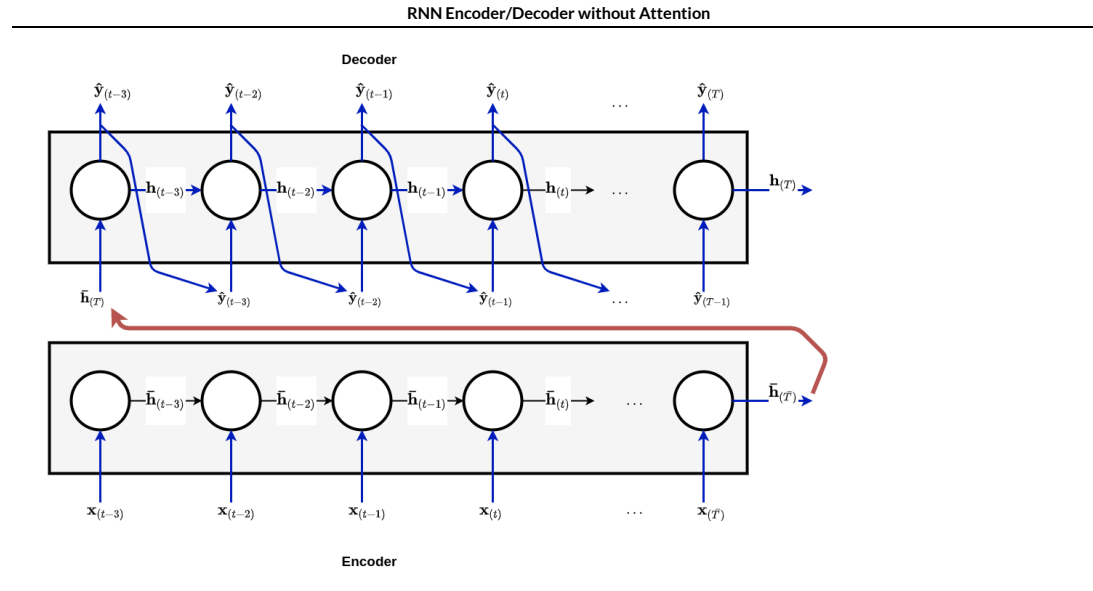 RNN Encoder/Decoder without Attention
Decoder
ŷ(t−3) ŷ(t−2) ŷ(t−1) ŷ(t) ... ŷ(T)
h(t−3) h(t−2) h(t−1) h(t) ... h(T)
h̄(T) ŷ(t−3) ŷ(t−2) ŷ(t−1) ... ŷ(T−1)
h̄(t−3) h̄(t−2) h̄(t−1) h̄(t) ... h̄(T̄)
x(t−3) x(t−2) x(t−1) x(t) ... x(T̄)
Encoder